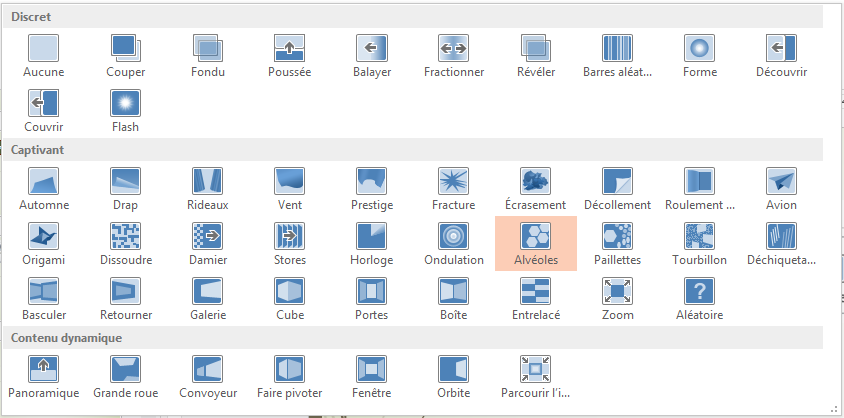 Discret
Aucune Couper Fondu Poussée Balayer Fractionner Révéler Barres aléat... Forme Découvrir
Couvrir Flash
Captivant
Automne Drap Rideaux Vent Prestige Fracture Écrasement Décollement Roulement ... Avion
Origami Dissoudre Damier Stores Horloge Ondulation Alvéoles Paillettes Tourbillon Déchiqueta...
Basculer Retourner Galerie Cube Portes Boîte Entrelacé Zoom Aléatoire
Contenu dynamique
Panoramique Grande roue Convoyeur Faire pivoter Fenêtre Orbite Parcourir l'i...